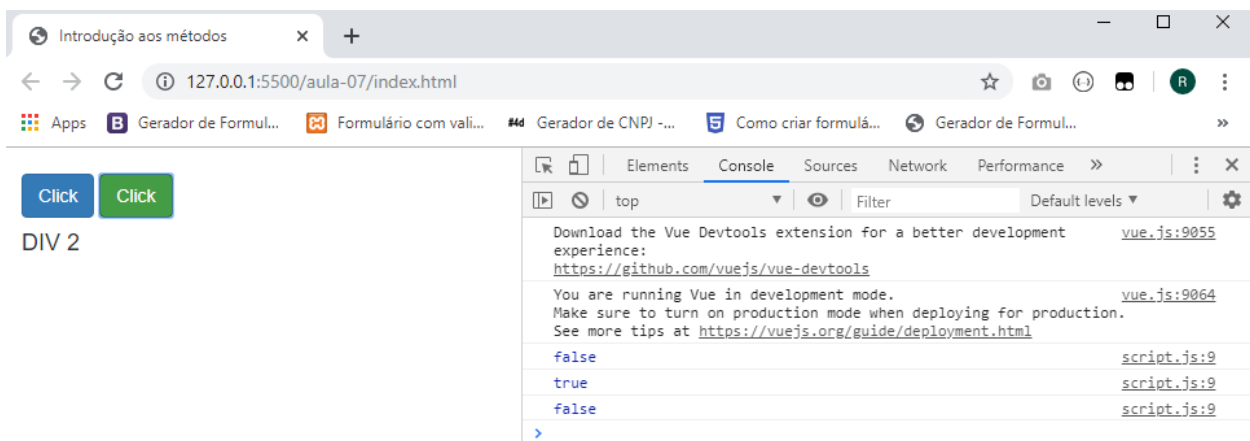 Introdução aos métodos
127.0.0.1:5500/aula-07/index.html
R
Apps
B Gerador de Formul...
Formulário com vali...
#4d Gerador de CNPJ -...
5 Como criar formulá...
Gerador de Formul...
Click Click
DIV 2
Elements Console Sources Network Performance
top Filter Default levels
Download the Vue Devtools extension for a better development vue.js:9055
experience:
https://github.com/vuejs/vue-devtools
You are running Vue in development mode. vue.js:9064
Make sure to turn on production mode when deploying for production.
See more tips at https://vuejs.org/guide/deployment.html
false script.js:9
true script.js:9
false script.js:9